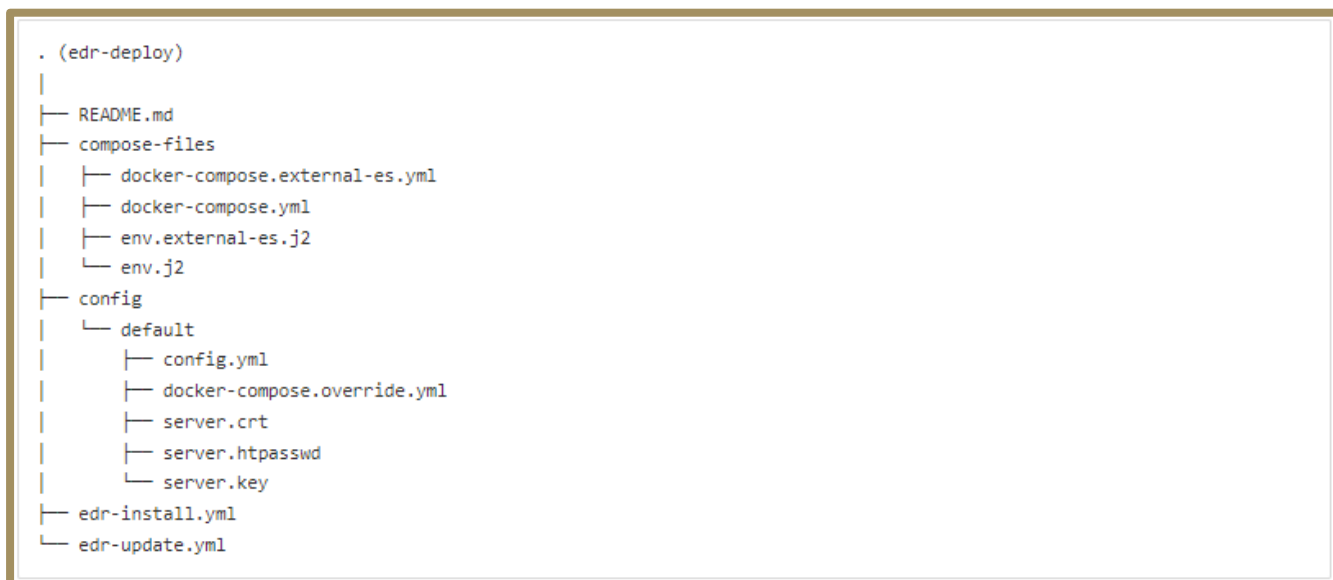 . (edr-deploy)
│
├── README.md
├── compose-files
│   ├── docker-compose.external-es.yml
│   ├── docker-compose.yml
│   ├── env.external-es.j2
│   └── env.j2
├── config
│   └── default
│       ├── config.yml
│       ├── docker-compose.override.yml
│       ├── server.crt
│       ├── server.htpasswd
│       └── server.key
├── edr-install.yml
└── edr-update.yml